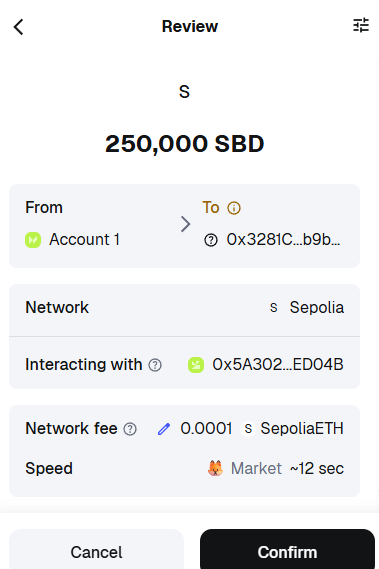 Review
S
250,000 SBD
From
To
Account 1
0x3281C...b9b...
Network
S Sepolia
Interacting with
0x5A302...ED04B
Network fee
0.0001 S SepoliaETH
Speed
Market ~12 sec
Cancel
Confirm